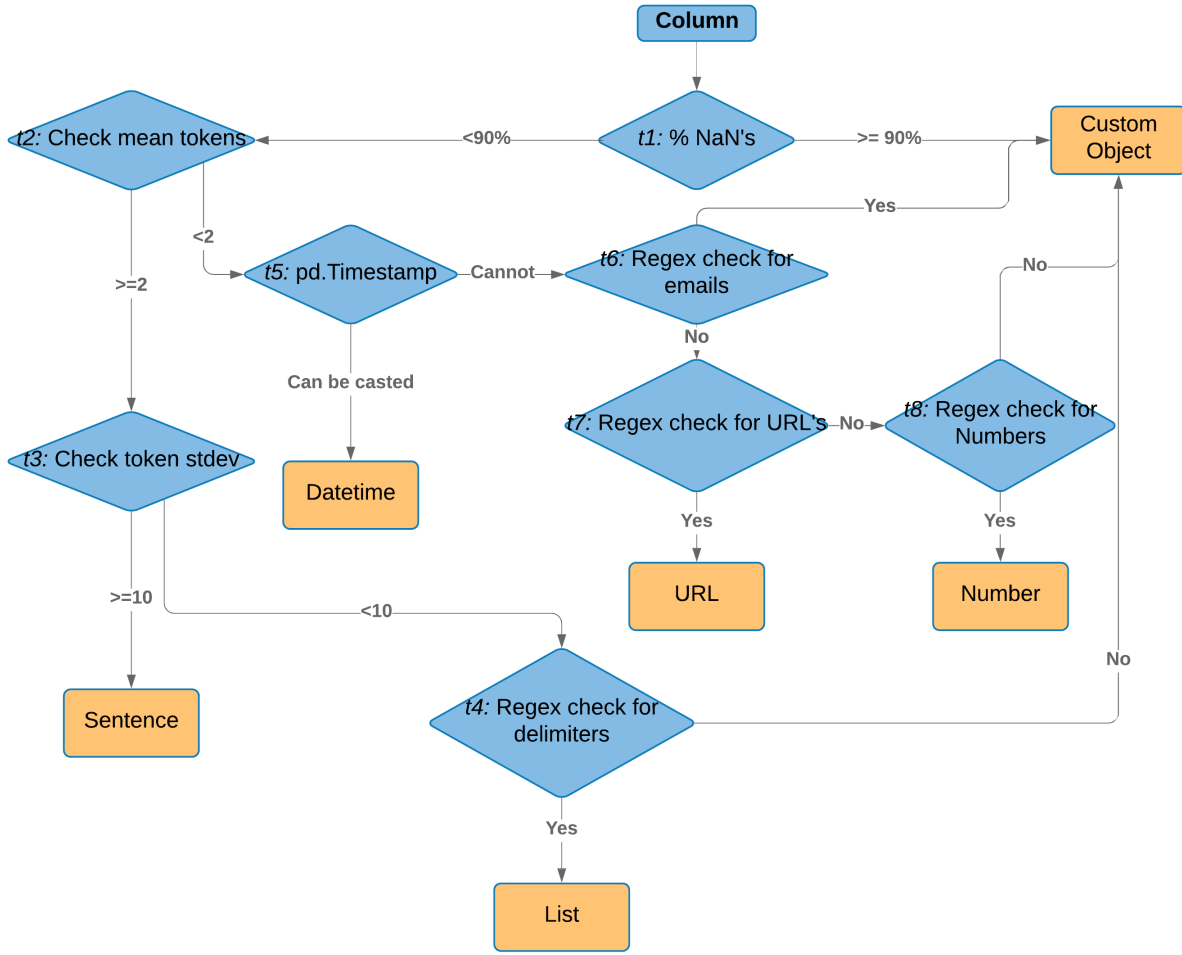 Column
t2: Check mean tokens
<90%
t1: % NaN's
>= 90%
Custom
Object
Yes
<2
>=2
t5: pd.Timestamp
Cannot
t6: Regex check for
emails
No
No
Can be casted
t3: Check token stdev
Datetime
t7: Regex check for URL's
No
t8: Regex check for
Numbers
Yes
Yes
>=10
<10
URL
Number
No
Sentence
t4: Regex check for
delimiters
Yes
List